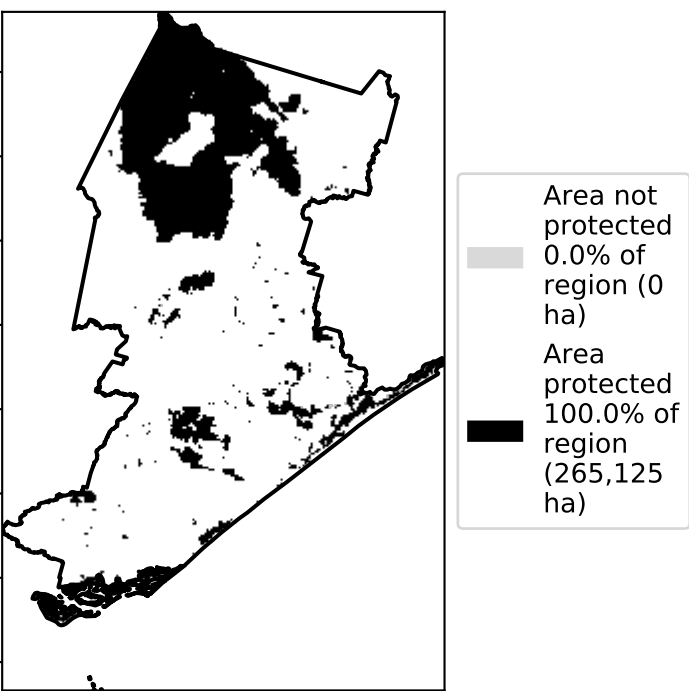 Area not
protected
0.0% of
region (0
ha)
Area
protected
100.0% of
region
(265,125
ha)